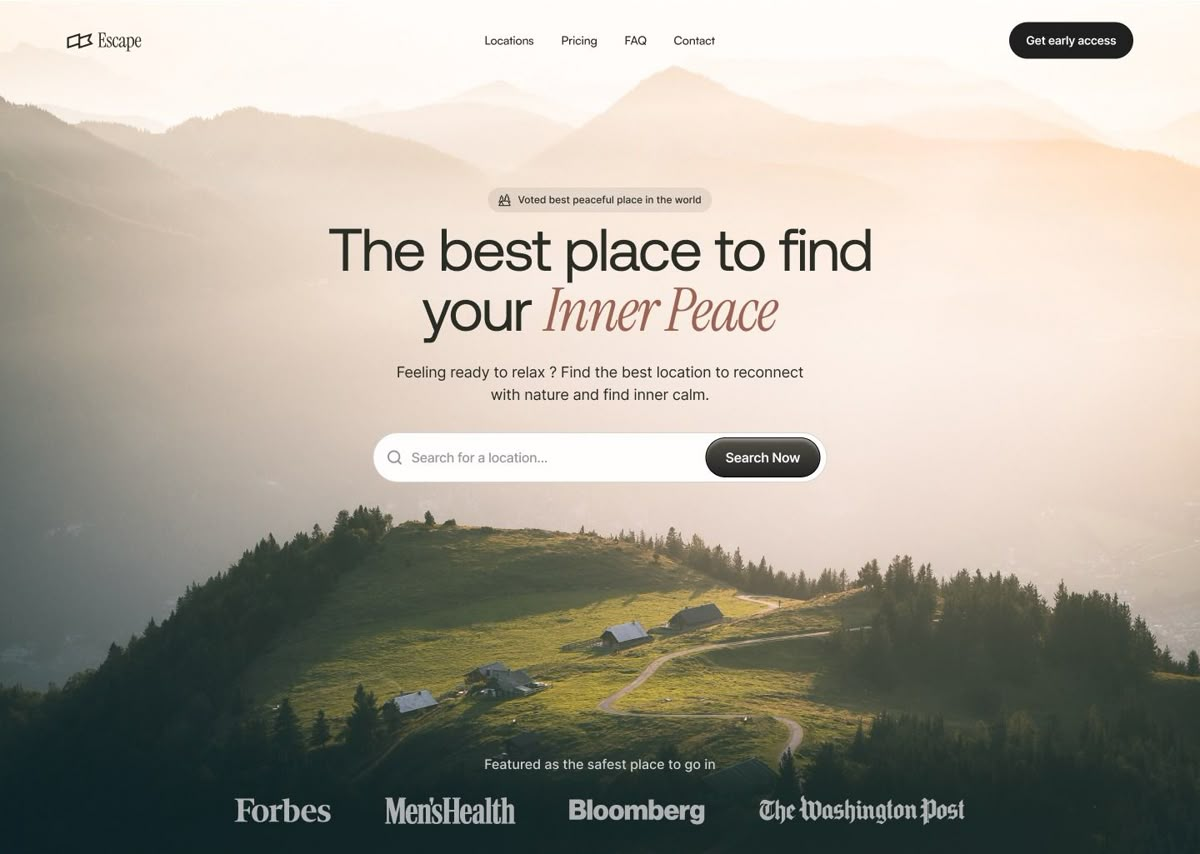 Escape
Locations Pricing FAQ Contact
Get early access
Voted best peaceful place in the world
The best place to find
your Inner Peace
Feeling ready to relax ? Find the best location to reconnect
with nature and find inner calm.
Search for a location...
Search Now
Featured as the safest place to go in
Forbes Men'sHealth Bloomberg The Washington Post